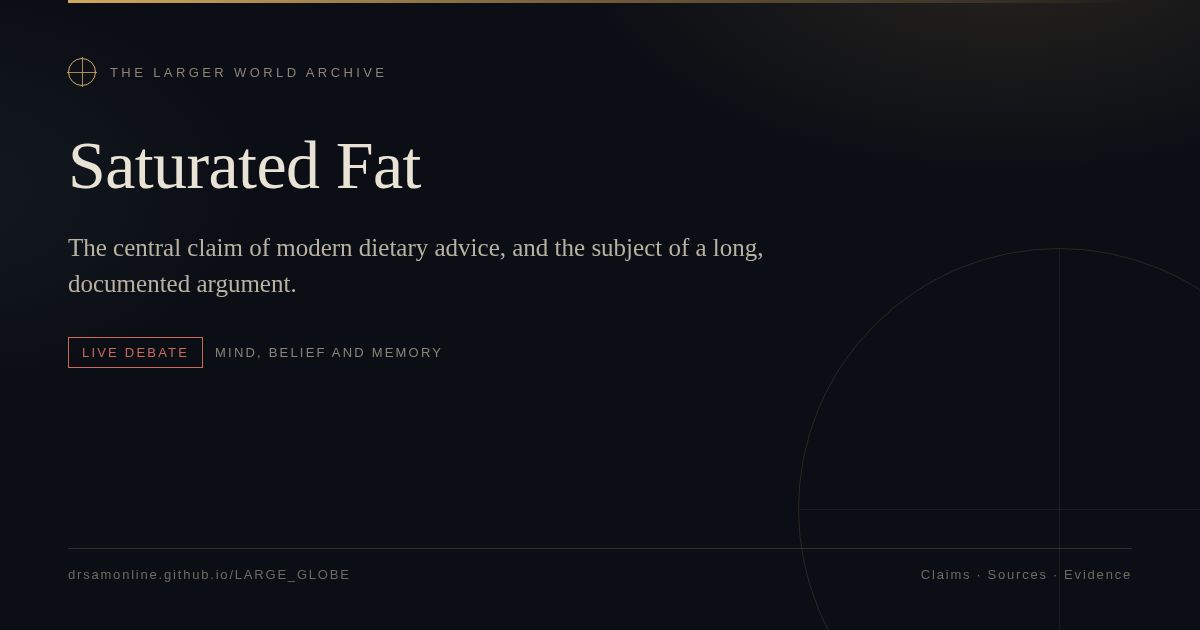 THE LARGER WORLD ARCHIVE
Saturated Fat
The central claim of modern dietary advice, and the subject of a long,
documented argument.
LIVE DEBATE MIND, BELIEF AND MEMORY
drsamonline.github.io/LARGE_GLOBE Claims · Sources · Evidence